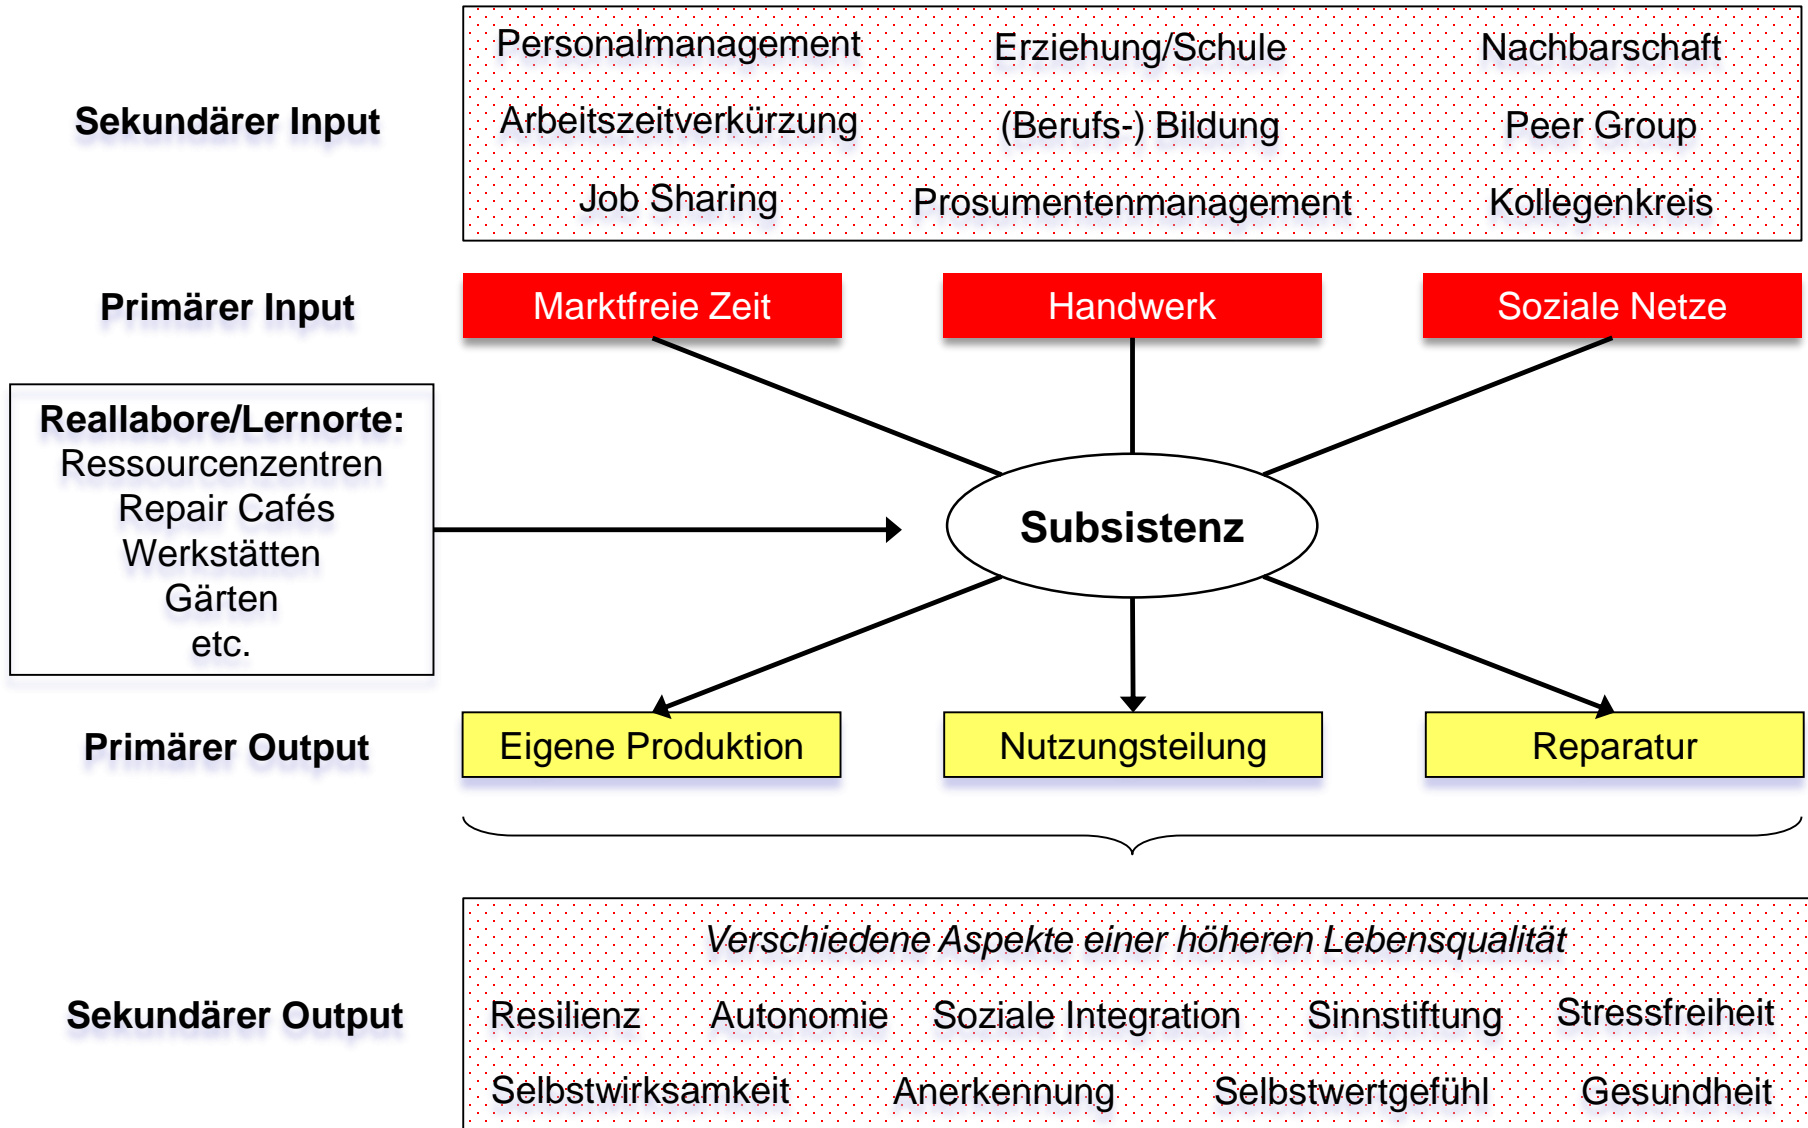 Personalmanagement Erziehung/Schule Nachbarschaft
Sekundärer Input Arbeitszeitverkürzung (Berufs-) Bildung Peer Group
Job Sharing Prosumentenmanagement Kollegenkreis
Primärer Input Marktfreie Zeit Handwerk Soziale Netze
Reallabore/Lernorte:
Ressourcenzentren
Repair Cafés
Werkstätten
Gärten
etc.
Subsistenz
Primärer Output Eigene Produktion Nutzungsteilung Reparatur
Verschiedene Aspekte einer höheren Lebensqualität
Sekundärer Output Resilienz Autonomie Soziale Integration Sinnstiftung Stressfreiheit
Selbstwirksamkeit Anerkennung Selbstwertgefühl Gesundheit